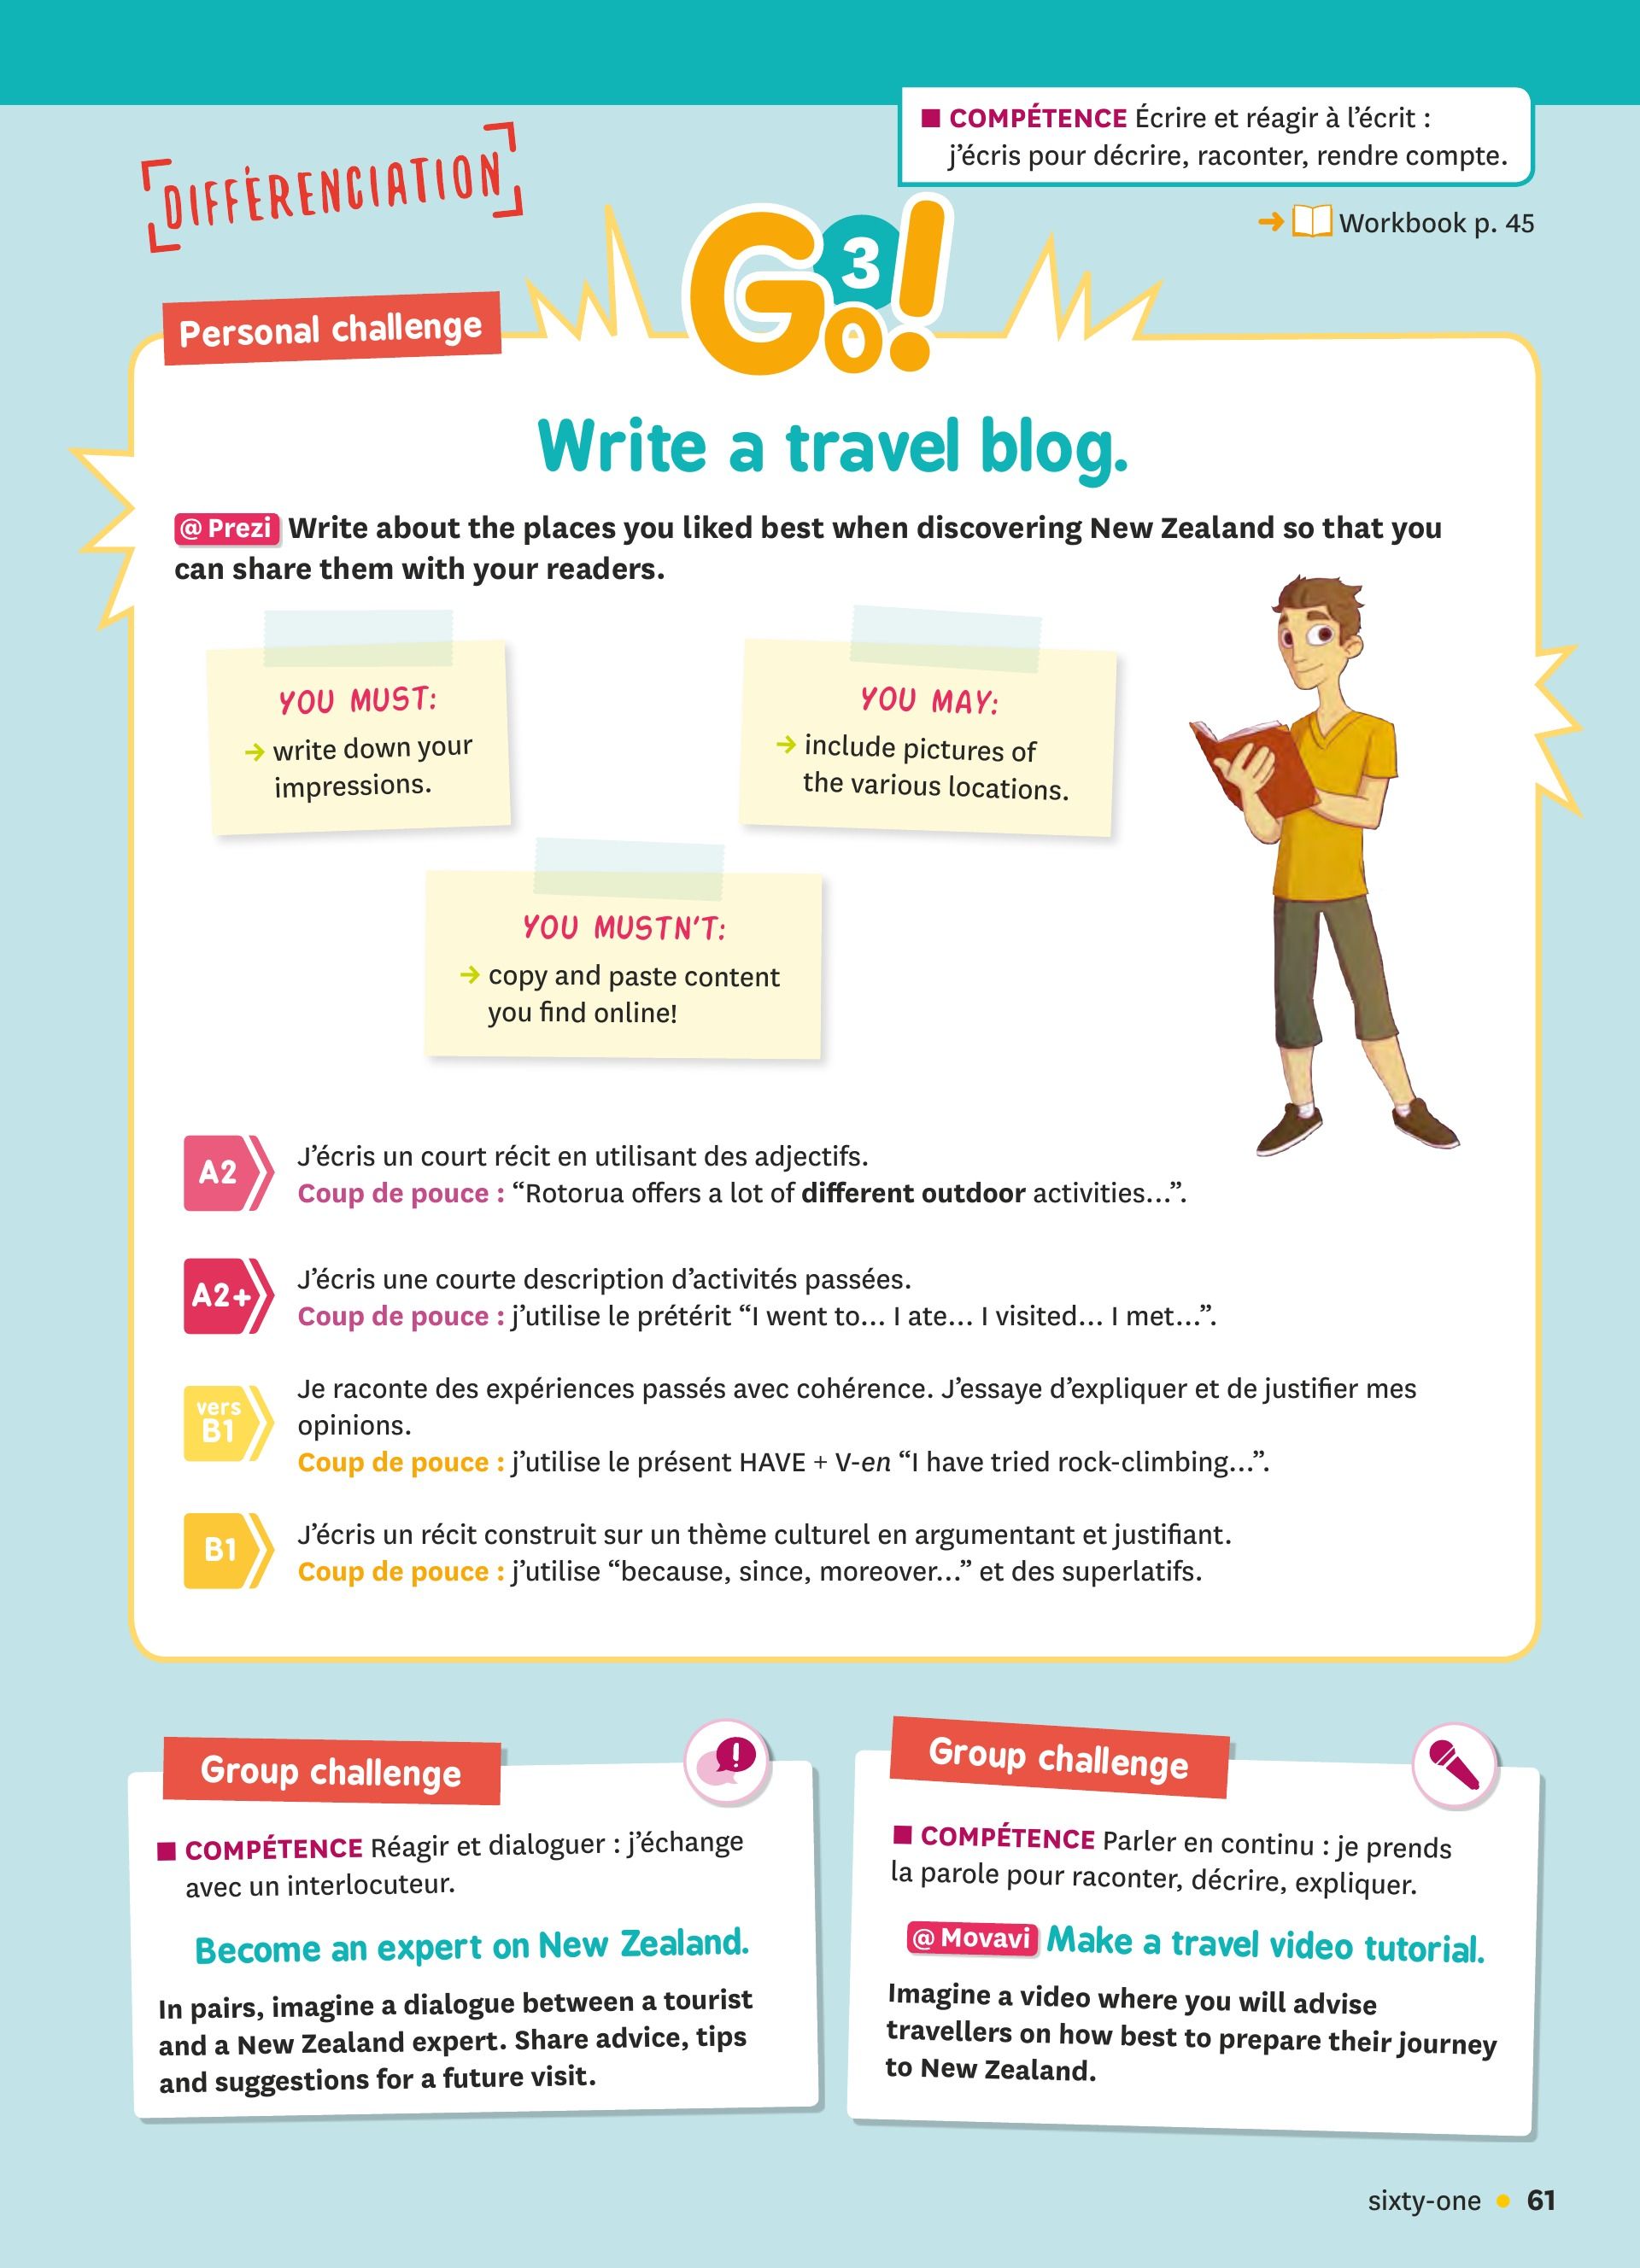 ■ COMPÉTENCE Écrire et réagir à l’écrit :
j’écris pour décrire, raconter, rendre compte.
DIFFÉRENCIATION
→ Workbook p. 45
Go! 3
Personal challenge
Write a travel blog.
@ Prezi Write about the places you liked best when discovering New Zealand so that you
can share them with your readers.
YOU MUST:
→ write down your
impressions.
YOU MAY:
→ include pictures of
the various locations.
YOU MUSTN’T:
→ copy and paste content
you find online!
A2
J’écris un court récit en utilisant des adjectifs.
Coup de pouce : “Rotorua offers a lot of different outdoor activities…”.
A2+
J’écris une courte description d’activités passées.
Coup de pouce : j’utilise le prétérit “I went to… I ate… I visited… I met…”.
vers
B1
Je raconte des expériences passés avec cohérence. J’essaye d’expliquer et de justifier mes
opinions.
Coup de pouce : j’utilise le présent HAVE + V-en “I have tried rock-climbing…”.
B1
J’écris un récit construit sur un thème culturel en argumentant et justifiant.
Coup de pouce : j’utilise “because, since, moreover…” et des superlatifs.
Group challenge
!
■ COMPÉTENCE Réagir et dialoguer : j’échange
avec un interlocuteur.
Become an expert on New Zealand.
In pairs, imagine a dialogue between a tourist
and a New Zealand expert. Share advice, tips
and suggestions for a future visit.
Group challenge
■ COMPÉTENCE Parler en continu : je prends
la parole pour raconter, décrire, expliquer.
@ Movavi Make a travel video tutorial.
Imagine a video where you will advise
travellers on how best to prepare their journey
to New Zealand.
sixty-one • 61